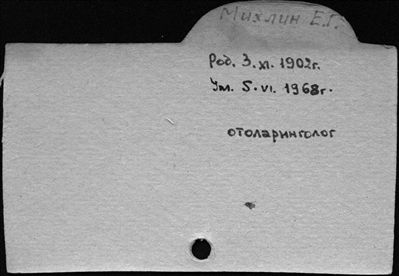 Михлин Е.Г.
Род. 3.XI.1902г.
Ум. 5.VI.1968г.
отоларинголог